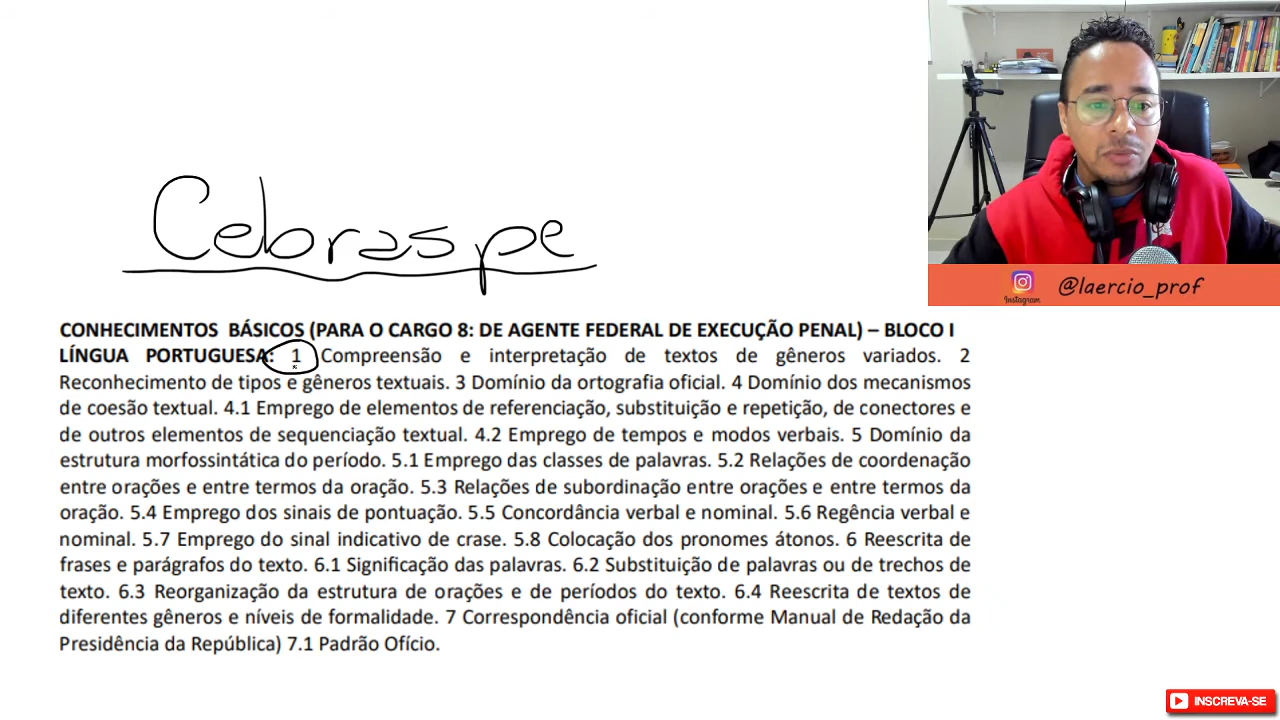 Cebraspe
Instagram
@laercio_prof
CONHECIMENTOS BÁSICOS (PARA O CARGO 8: DE AGENTE FEDERAL DE EXECUÇÃO PENAL) – BLOCO I
LÍNGUA PORTUGUESA: 1 Compreensão e interpretação de textos de gêneros variados. 2
Reconhecimento de tipos e gêneros textuais. 3 Domínio da ortografia oficial. 4 Domínio dos mecanismos
de coesão textual. 4.1 Emprego de elementos de referenciação, substituição e repetição, de conectores e
de outros elementos de sequenciação textual. 4.2 Emprego de tempos e modos verbais. 5 Domínio da
estrutura morfossintática do período. 5.1 Emprego das classes de palavras. 5.2 Relações de coordenação
entre orações e entre termos da oração. 5.3 Relações de subordinação entre orações e entre termos da
oração. 5.4 Emprego dos sinais de pontuação. 5.5 Concordância verbal e nominal. 5.6 Regência verbal e
nominal. 5.7 Emprego do sinal indicativo de crase. 5.8 Colocação dos pronomes átonos. 6 Reescrita de
frases e parágrafos do texto. 6.1 Significação das palavras. 6.2 Substituição de palavras ou de trechos de
texto. 6.3 Reorganização da estrutura de orações e de períodos do texto. 6.4 Reescrita de textos de
diferentes gêneros e níveis de formalidade. 7 Correspondência oficial (conforme Manual de Redação da
Presidência da República) 7.1 Padrão Ofício.
INSCREVA-SE